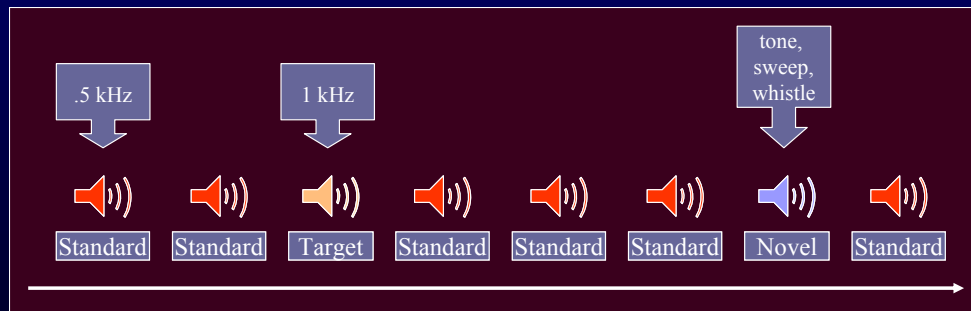 .5 kHz
1 kHz
tone,
sweep,
whistle
Standard
Standard
Target
Standard
Standard
Standard
Novel
Standard